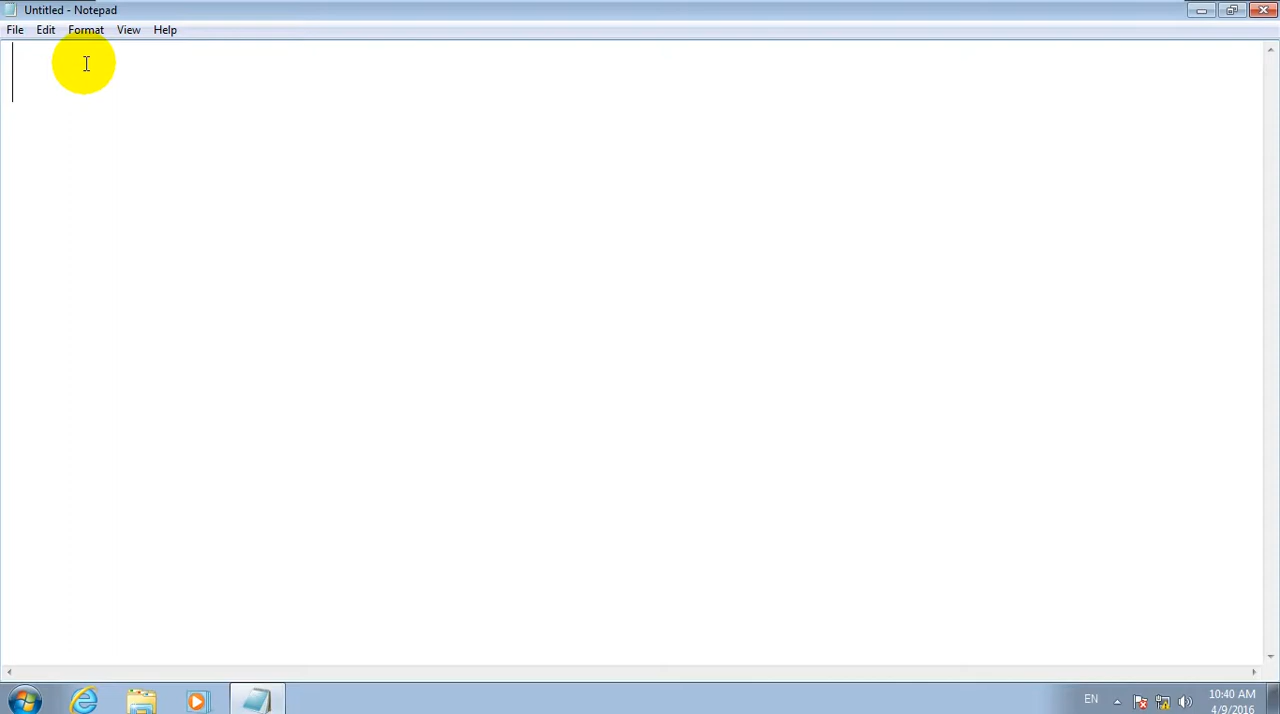 Untitled - Notepad
File Edit Format View Help
EN
10:40 AM
4/9/2016